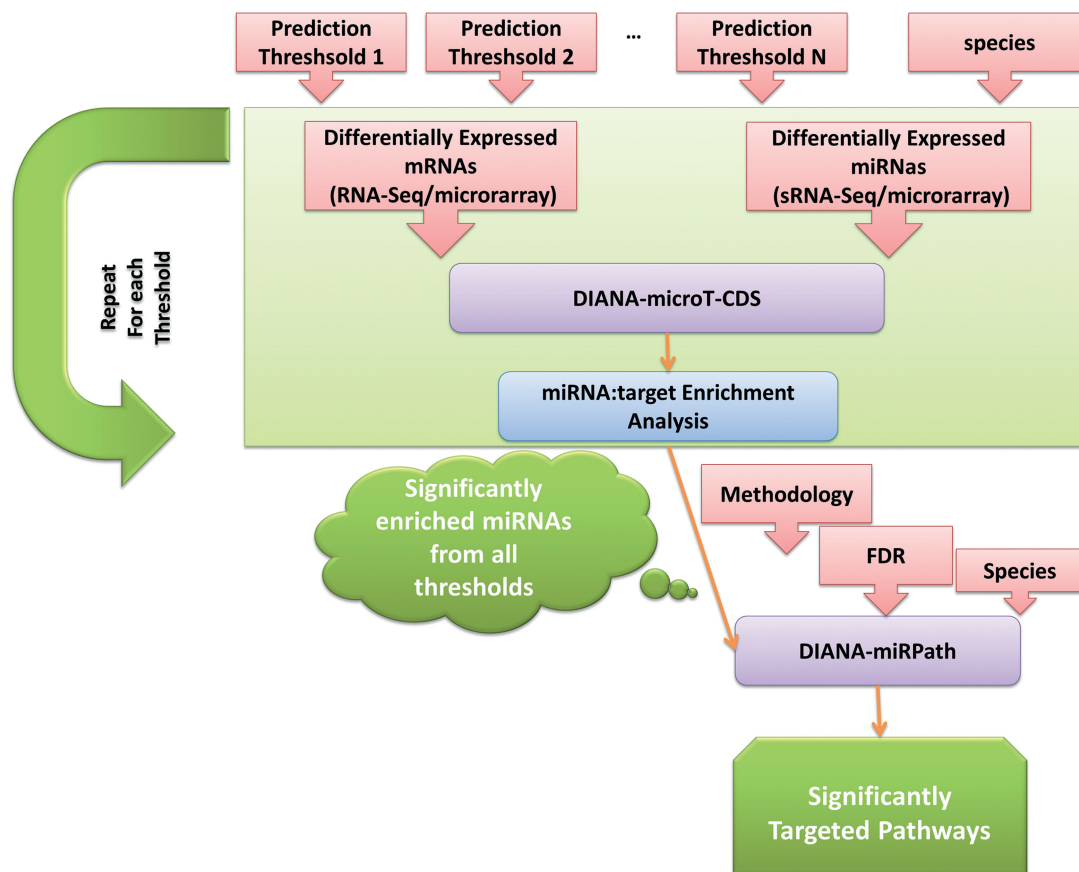 Prediction
Threshsold 1
Prediction
Threshsold 2
...
Prediction
Threshsold N
species
Differentially Expressed
mRNAs
(RNA-Seq/microrarray)
Differentially Expressed
miRNas
(sRNA-Seq/microrarray)
Repeat
For each
Threshold
DIANA-microT-CDS
miRNA:target Enrichment
Analysis
Significantly
enriched miRNAs
from all
thresholds
Methodology
FDR
Species
DIANA-miRPath
Significantly
Targeted Pathways